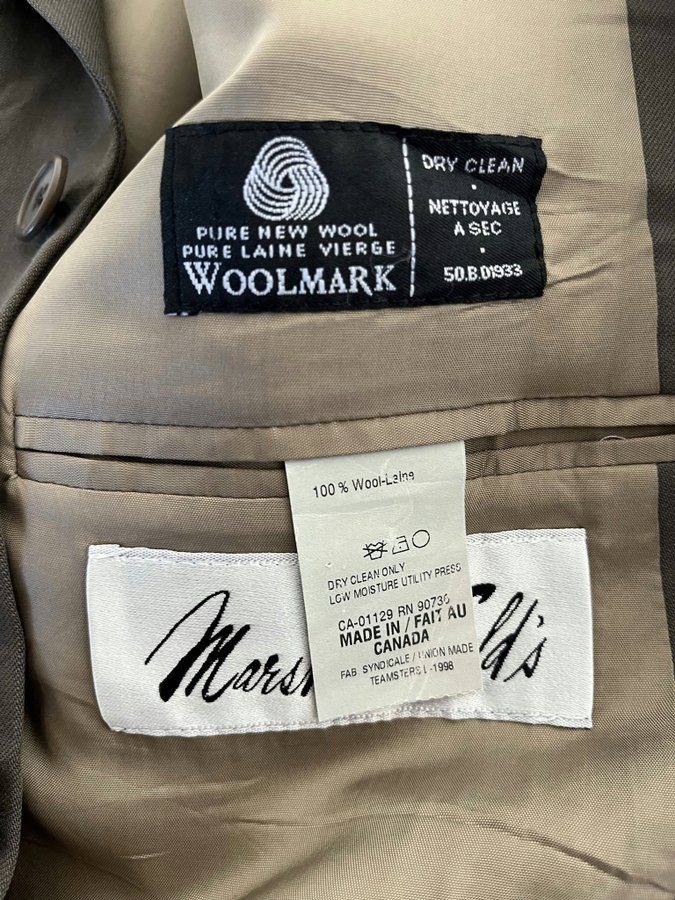 PURE NEW WOOL
PURE LAINE VIERGE
WOOLMARK
DRY CLEAN
NETTOYAGE
A SEC
50.B.01933
100 % Wool-Laine
DRY CLEAN ONLY
LOW MOISTURE UTILITY PRESS
CA-01129 RN 90730
MADE IN / FAIT AU
CANADA
FAB. SYNDICALE / UNION MADE
TEAMSTERS L-1998